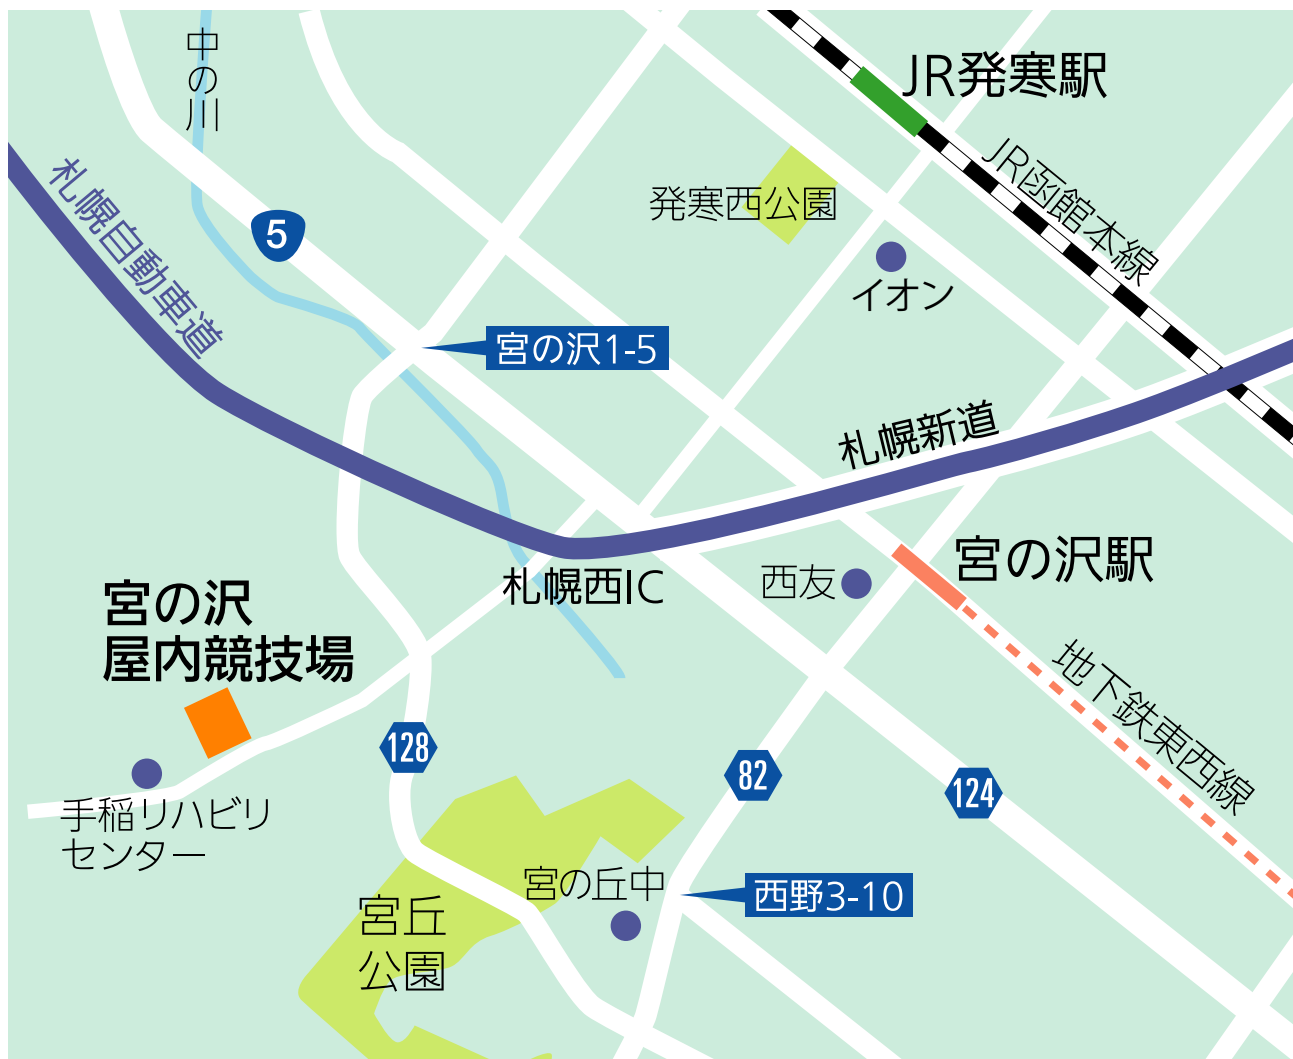 中の川
JR発寒駅
札幌自動車道
5
JR函館本線
発寒西公園
イオン
宮の沢1-5
札幌新道
宮の沢駅
札幌西IC
西友
宮の沢
屋内競技場
地下鉄東西線
128
82
124
手稲リハビリ
センター
宮の丘中
西野3-10
宮丘
公園